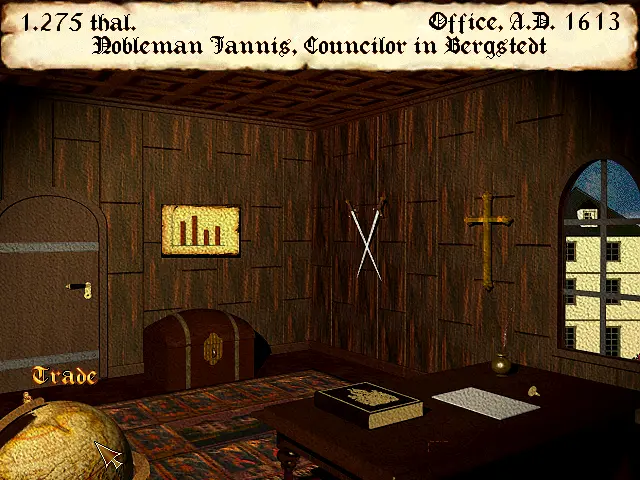 1.275 thal.
Office, A.D. 1613
Nobleman Jannis, Councilor in Bergstedt
Trade